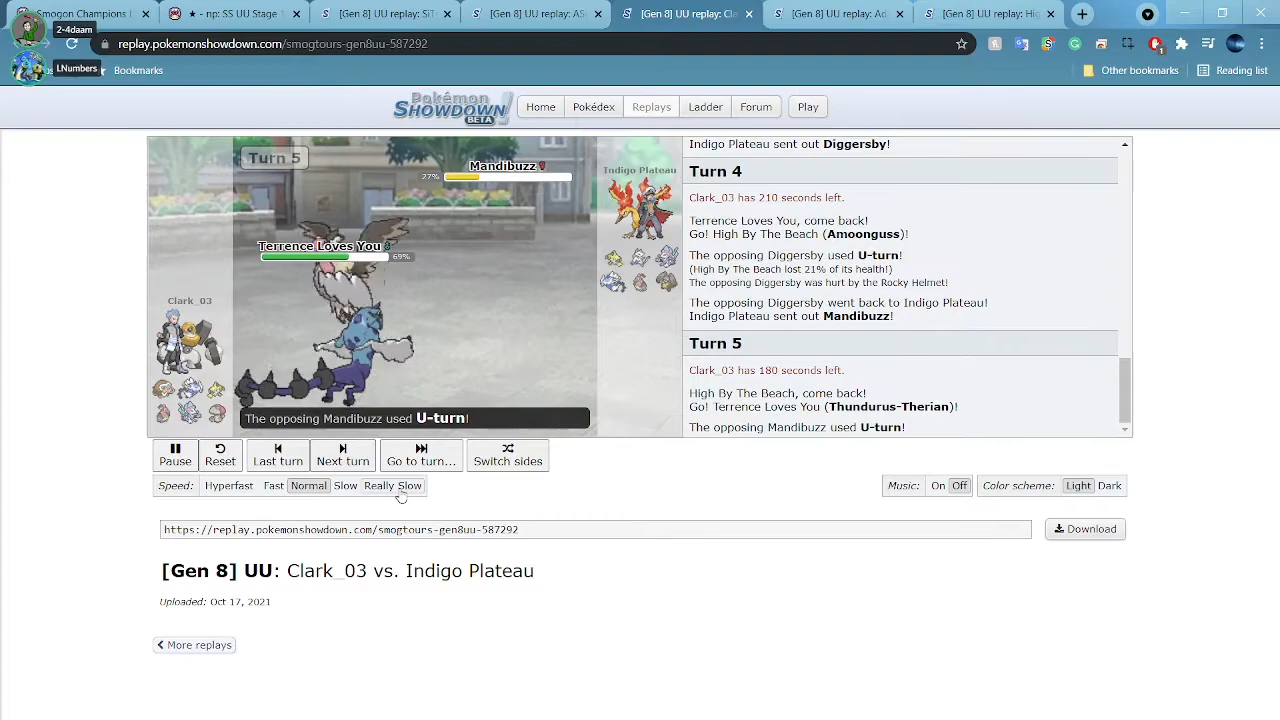 Smogon Champions I
★ - np: SS UU Stage 1
[Gen 8] UU replay: SiTe
[Gen 8] UU replay: ASe
[Gen 8] UU replay: Cla
[Gen 8] UU replay: Ad
[Gen 8] UU replay: Hig
2-4daam
replay.pokemonshowdown.com/smogtours-gen8uu-587292
LNumbers
Bookmarks
Other bookmarks
Reading list
Pokémon
SHOWDOWN
BETA
Home
Pokédex
Replays
Ladder
Forum
Play
Turn 5
Mandibuzz
27%
Terrence Loves You
69%
Clark_03
Indigo Plateau
The opposing Mandibuzz used U-turn!
Indigo Plateau sent out Diggersby!
Turn 4
Clark_03 has 210 seconds left.
Terrence Loves You, come back!
Go! High By The Beach (Amoonguss)!
The opposing Diggersby used U-turn!
(High By The Beach lost 21% of its health!)
The opposing Diggersby was hurt by the Rocky Helmet!
The opposing Diggersby went back to Indigo Plateau!
Indigo Plateau sent out Mandibuzz!
Turn 5
Clark_03 has 180 seconds left.
High By The Beach, come back!
Go! Terrence Loves You (Thundurus-Therian)!
The opposing Mandibuzz used U-turn!
Pause
Reset
Last turn
Next turn
Go to turn...
Switch sides
Speed: Hyperfast Fast Normal Slow Really Slow
Music: On Off
Color scheme: Light Dark
https://replay.pokemonshowdown.com/smogtours-gen8uu-587292
Download
[Gen 8] UU: Clark_03 vs. Indigo Plateau
Uploaded: Oct 17, 2021
More replays